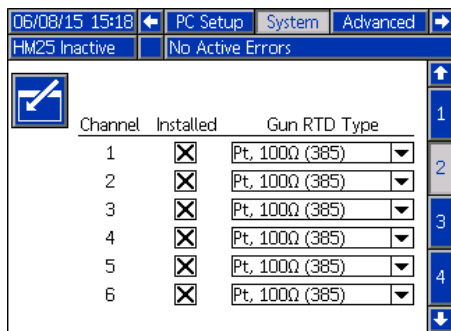 06/08/15 15:18 PC Setup System Advanced
HM25 Inactive No Active Errors
Channel Installed Gun RTD Type
1 Pt, 100Ω (385)
2 Pt, 100Ω (385)
3 Pt, 100Ω (385)
4 Pt, 100Ω (385)
5 Pt, 100Ω (385)
6 Pt, 100Ω (385)
1
2
3
4